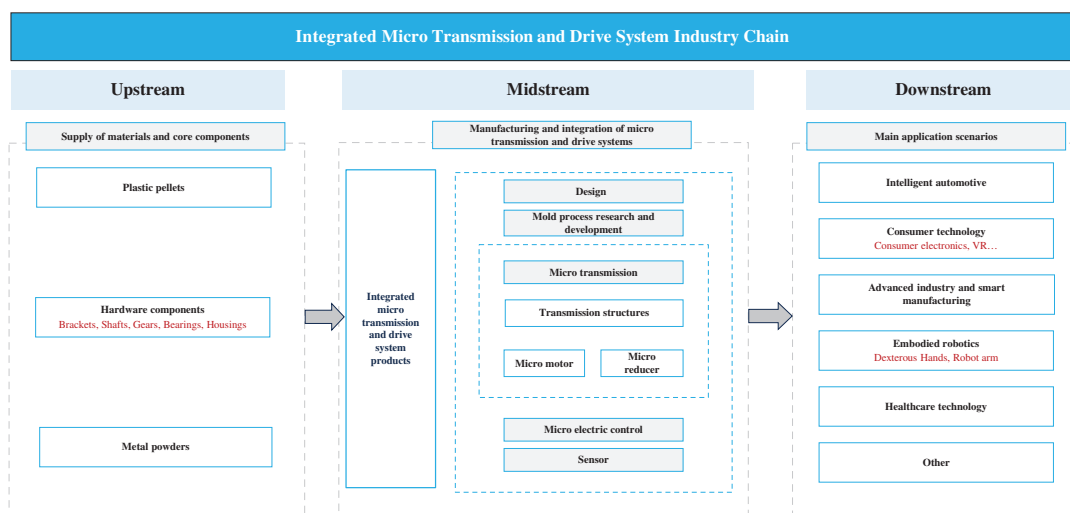 Integrated Micro Transmission and Drive System Industry Chain
Upstream
Supply of materials and core components
Plastic pellets
Hardware components
Brackets, Shafts, Gears, Bearings, Housings
Metal powders
Midstream
Manufacturing and integration of micro
transmission and drive systems
Integrated
micro
transmission
and drive
system
products
Design
Mold process research and
development
Micro transmission
Transmission structures
Micro motor
Micro
reducer
Micro electric control
Sensor
Downstream
Main application scenarios
Intelligent automotive
Consumer technology
Consumer electronics, VR…
Advanced industry and smart
manufacturing
Embodied robotics
Dexterous Hands, Robot arm
Healthcare technology
Other